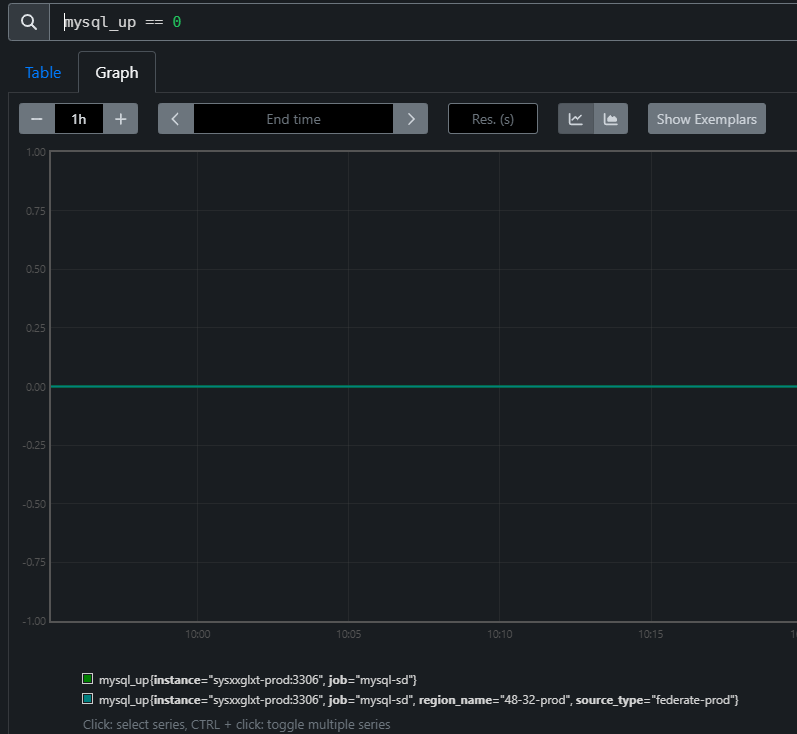 mysql_up == 0
Table Graph
− 1h + < End time > Res. (s) Show Exemplars
1.00
0.75
0.50
0.25
0.00
-0.25
-0.50
-0.75
-1.00
10:00 10:05 10:10 10:15
mysql_up{instance="sysxxglxt-prod:3306", job="mysql-sd"}
mysql_up{instance="sysxxglxt-prod:3306", job="mysql-sd", region_name="48-32-prod", source_type="federate-prod"}
Click: select series, CTRL + click: toggle multiple series